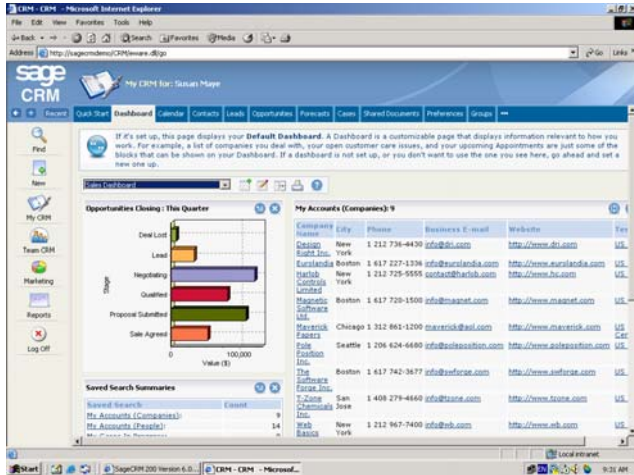 CRM - CRM - Microsoft Internet Explorer
File Edit View Favorites Tools Help
Back Search Favorites Media
Address http://sagecrmdemo/CRM/eware.dll/go Go Links
sage
CRM
My CRM for: Susan Maye
Recent Quick Start Dashboard Calendar Contacts Leads Opportunities Forecasts Cases Shared Documents Preferences Groups
If it's set up, this page displays your Default Dashboard. A Dashboard is a customizable page that displays information relevant to how you
work. For example, a list of companies you deal with, your open customer care issues, and your upcoming Appointments are just some of the
blocks that can be shown on your Dashboard. If a dashboard is not set up, or you don't want to use the one you see here, go ahead and set a
new one up.
Find
New
My CRM
Team CRM
Marketing
Reports
Log Off
Sales Dashboard
Opportunities Closing : This Quarter
Stage
Deal Lost
Lead
Negotiating
Qualified
Proposal Submitted
Sale Agreed
0 100,000
Value ($)
Saved Search Summaries
Saved Search Count
My Accounts (Companies): 9
My Accounts (People): 14
My Accounts (Companies): 9
Company Name City Phone Business E-mail Website
Design Right Inc. New York 1 212 736-4430 info@dri.com http://www.dri.com US
Eurolandia Boston 1 617 227-1336 info@eurolandia.com http://www.eurolandia.com US
Harlob Controls Limited New York 1 212 725-5555 contact@harlob.com http://www.hc.com US
Magnetic Software Ltd. Boston 1 617 720-1500 info@magnet.com http://www.magnet.com US
Maverick Papers Chicago 1 312 861-1200 maverick@aol.com http://www.maverick.com US Cen
Pole Position Inc. Seattle 1 206 624-6680 info@poleposition.com http://www.poleposition.com US
The Software Forge Inc. Boston 1 617 742-3677 info@swforge.com http://www.swforge.com US
T-Zone Chemicals Inc. San Jose 1 408 279-4660 info@tzone.com http://www.tzone.com US
Web Basics New York 1 212 967-7400 info@wb.com http://www.wb.com US
Local intranet
Start SageCRM 200 Version 6.0... CRM - CRM - Microsof... 9:31 AM